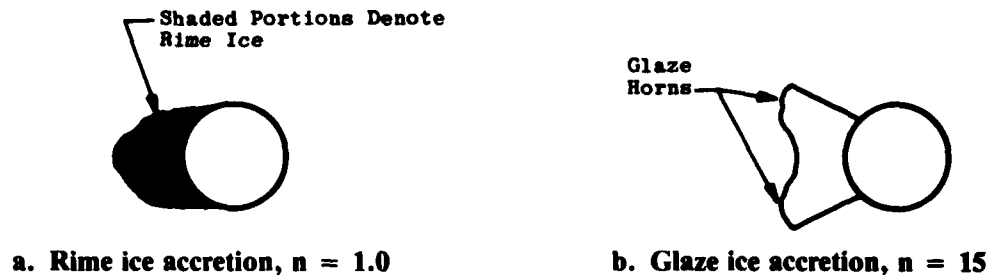 Shaded Portions Denote
Rime Ice
Glaze
Horns
a. Rime ice accretion, n = 1.0
b. Glaze ice accretion, n = 15